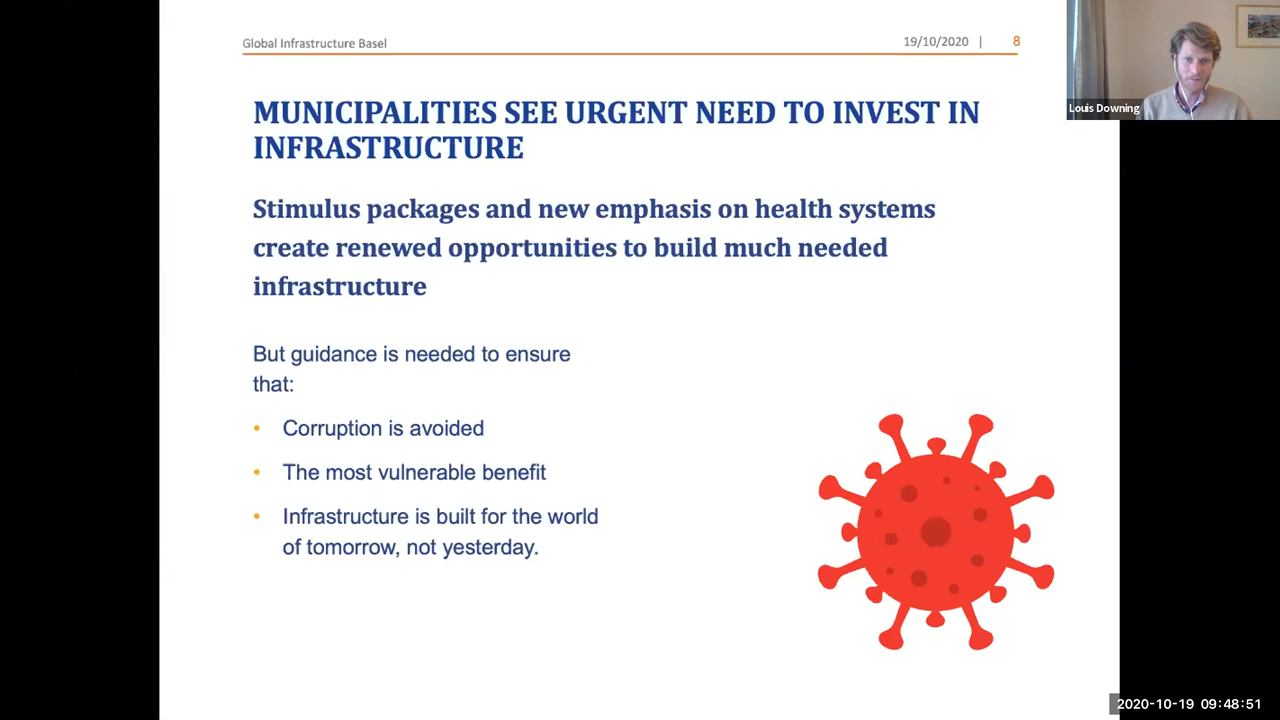 Global Infrastructure Basel
19/10/2020 | 8
Louis Downing
MUNICIPALITIES SEE URGENT NEED TO INVEST IN
INFRASTRUCTURE
Stimulus packages and new emphasis on health systems
create renewed opportunities to build much needed
infrastructure
But guidance is needed to ensure
that:
• Corruption is avoided
• The most vulnerable benefit
• Infrastructure is built for the world
of tomorrow, not yesterday.
2020-10-19 09:48:51